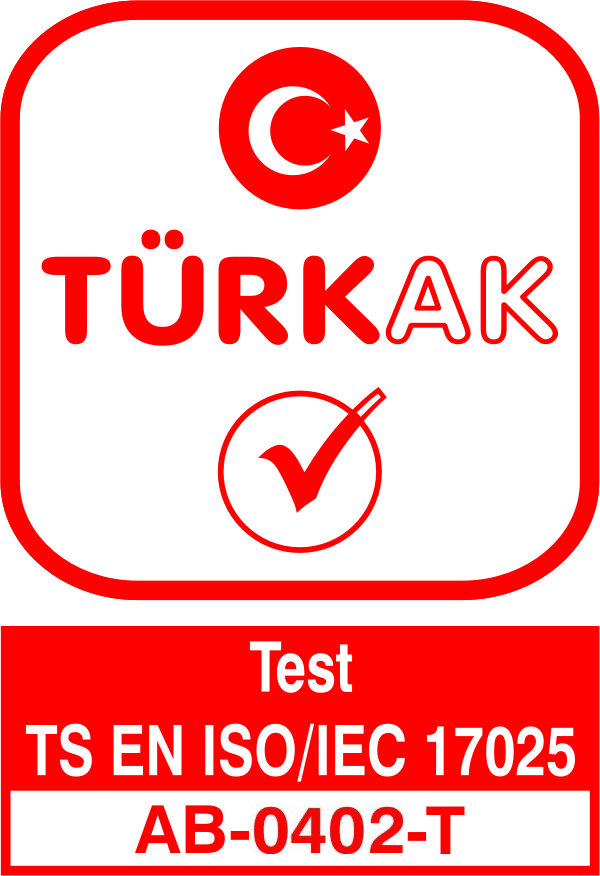 TÜRKAK
Test
TS EN ISO/IEC 17025
AB-0402-T